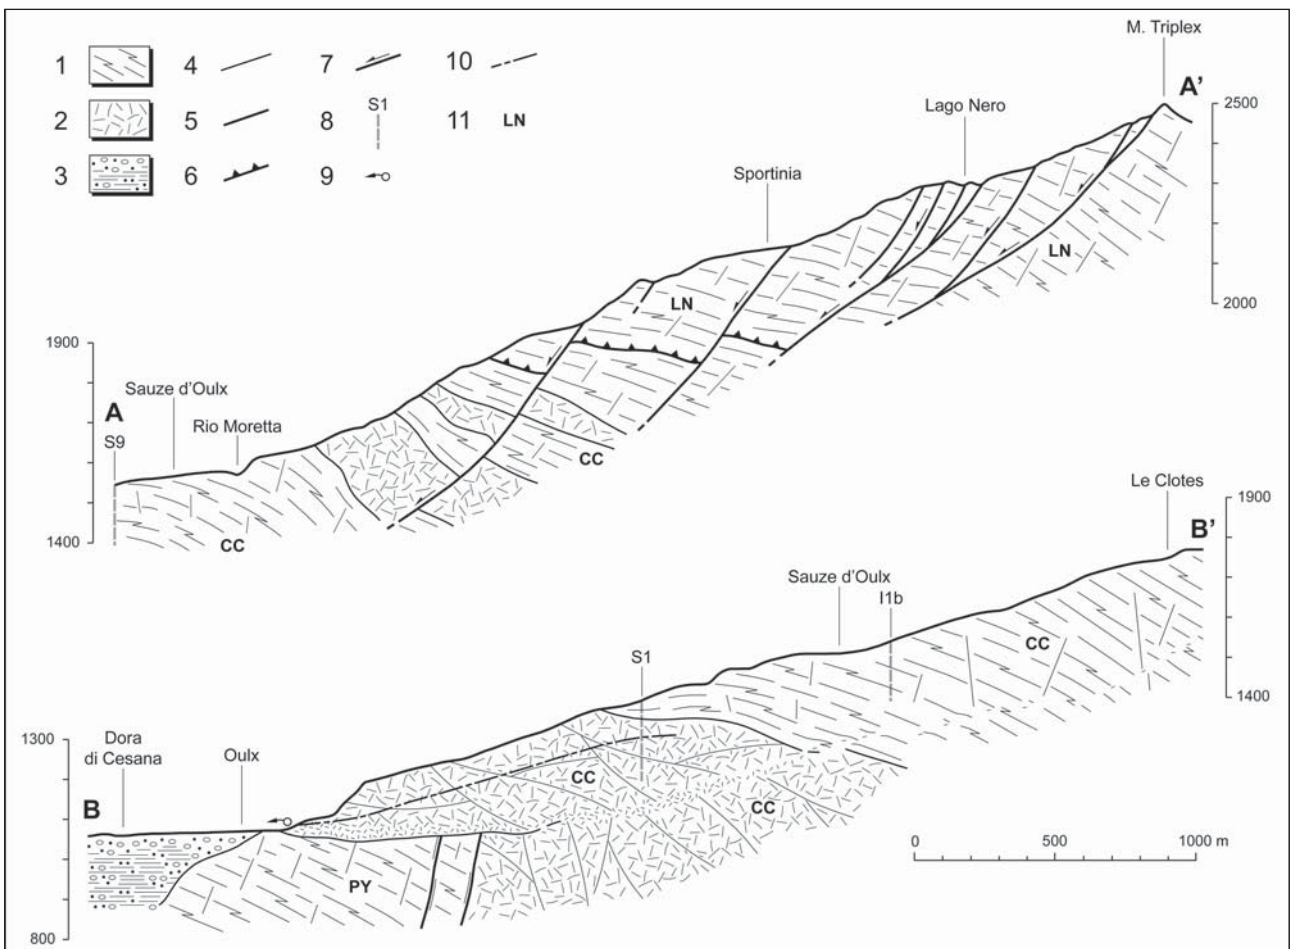 M. Triplex
1 4 7 10
S1
2 5 8 11 LN
3 6 9
A'
2500
Lago Nero
Sportinia
LN
2000
LN
1900
Sauze d'Oulx
A
Rio Moretta
S9
CC
1400
CC
Le Clotes
1900
B'
Sauze d'Oulx
I1b
CC
S1
1400
1300
Dora
di Cesana
Oulx
CC
B
CC
0 500 1000 m
PY
800